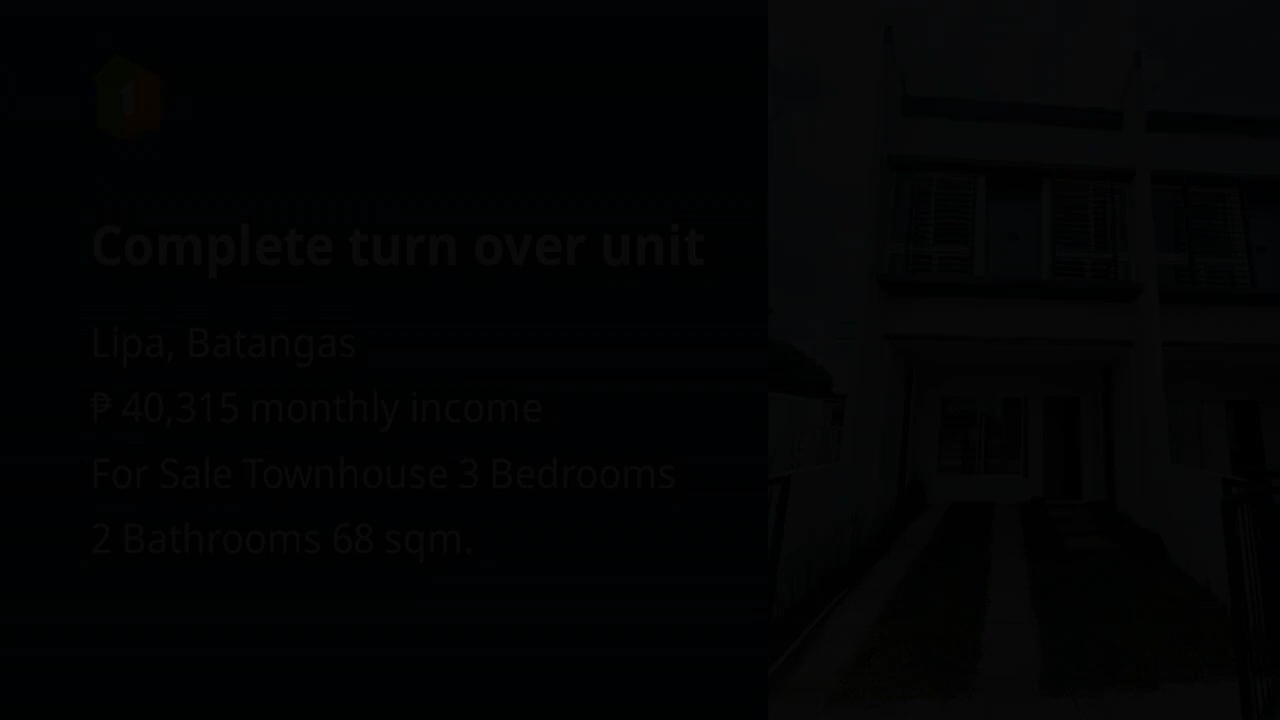 Complete turn over unit
Lipa, Batangas
₱ 40,315 monthly income
For Sale Townhouse 3 Bedrooms
2 Bathrooms 68 sqm.